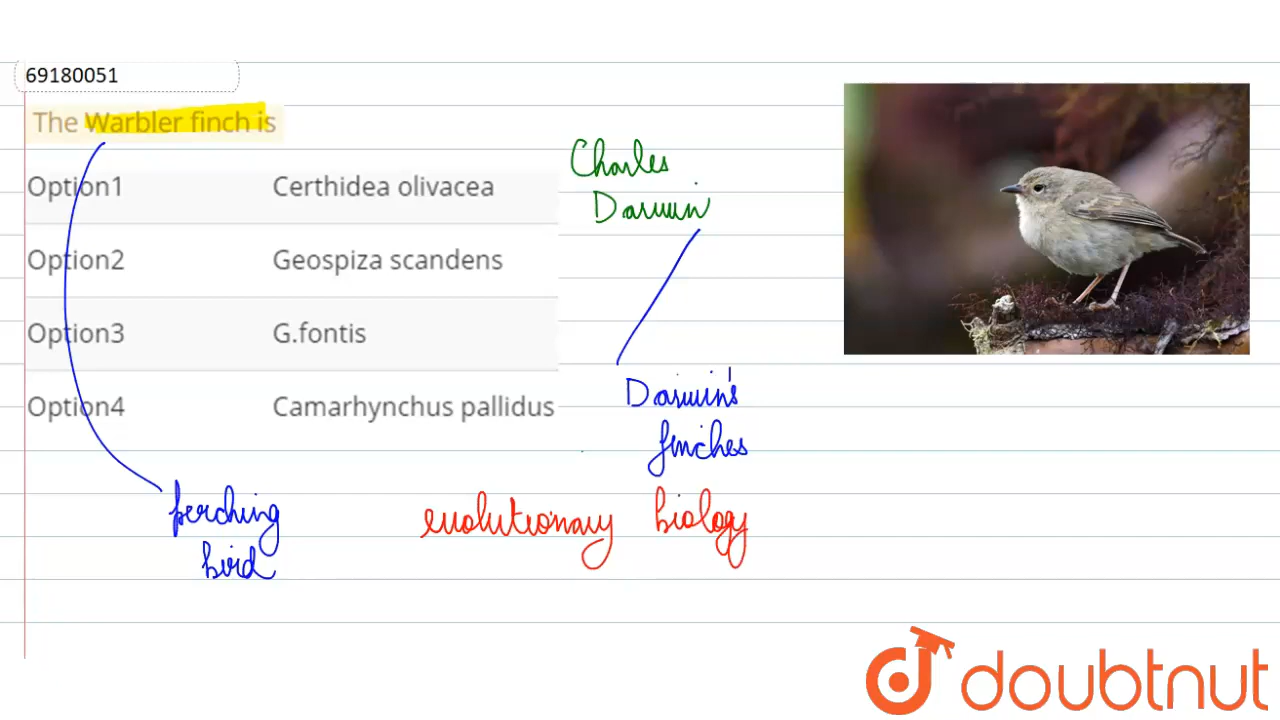 69180051
The Warbler finch is
Option1 Certhidea olivacea
Option2 Geospiza scandens
Option3 G.fontis
Option4 Camarhynchus pallidus
Charles
Darwin
Darwin's
finches
perching
bird
evolutionary biology
doubtnut